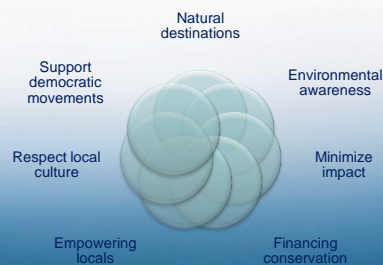 Natural
destinations
Environmental
awareness
Minimize
impact
Financing
conservation
Empowering
locals
Respect local
culture
Support
democratic
movements